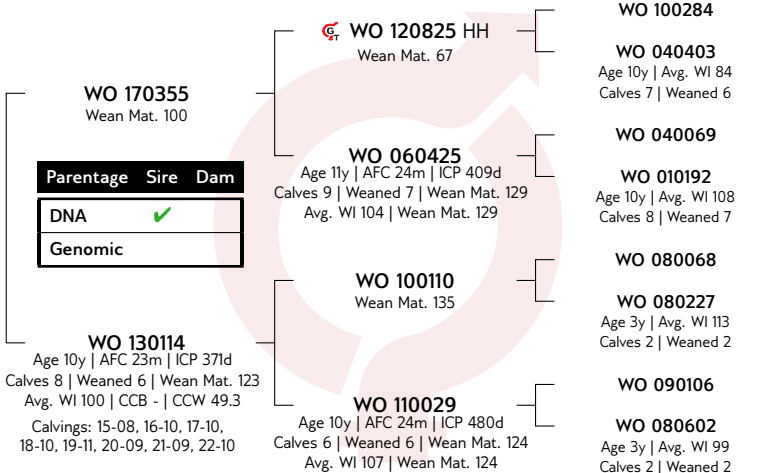 WO 170355
Wean Mat. 100
Parentage Sire Dam
DNA ✔
Genomic
WO 130114
Age 10y | AFC 23m | ICP 371d
Calves 8 | Weaned 6 | Wean Mat. 123
Avg. WI 100 | CCB - | CCW 49.3
Calvings: 15-08, 16-10, 17-10,
18-10, 19-11, 20-09, 21-09, 22-10
GT WO 120825 HH
Wean Mat. 67
WO 060425
Age 11y | AFC 24m | ICP 409d
Calves 9 | Weaned 7 | Wean Mat. 129
Avg. WI 104 | Wean Mat. 129
WO 100110
Wean Mat. 135
WO 110029
Age 10y | AFC 24m | ICP 480d
Calves 6 | Weaned 6 | Wean Mat. 124
Avg. WI 107 | Wean Mat. 124
WO 100284
WO 040403
Age 10y | Avg. WI 84
Calves 7 | Weaned 6
WO 040069
WO 010192
Age 10y | Avg. WI 108
Calves 8 | Weaned 7
WO 080068
WO 080227
Age 3y | Avg. WI 113
Calves 2 | Weaned 2
WO 090106
WO 080602
Age 3y | Avg. WI 99
Calves 2 | Weaned 2